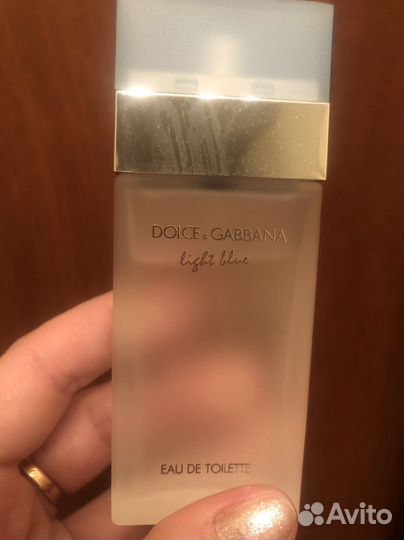 DOLCE & GABBANA
light blue
EAU DE TOILETTE
Avito